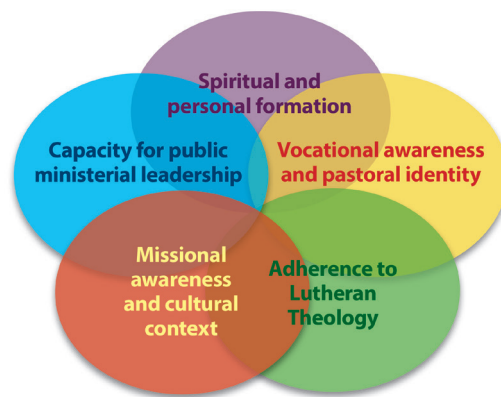 Spiritual and
personal formation
Capacity for public
ministerial leadership
Vocational awareness
and pastoral identity
Missional
awareness
and cultural
context
Adherence to
Lutheran
Theology